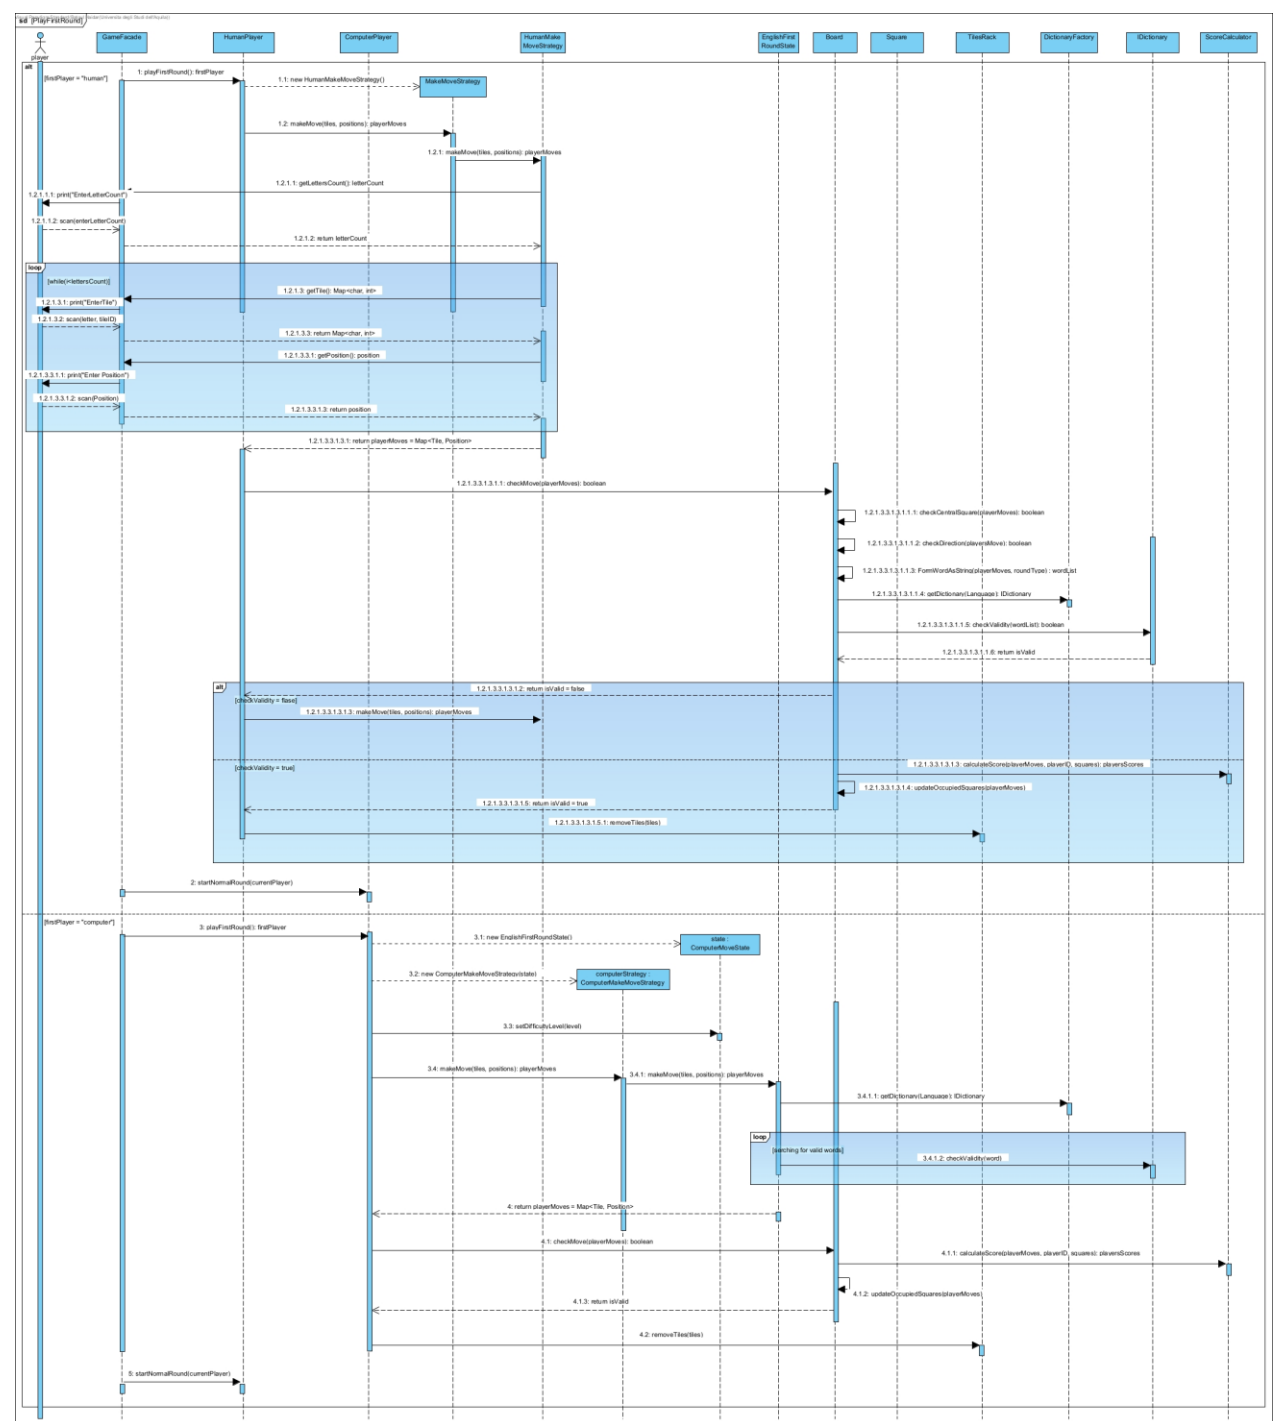 sd [PlayFirstRound]
player
GameFacade
HumanPlayer
ComputerPlayer
HumanMake
MoveStrategy
EnglishFirst
RoundState
Board
Square
TilesRack
DictionaryFactory
IDictionary
ScoreCalculator
alt
[firstPlayer = "human"]
1: playFirstRound(): firstPlayer
1.1: new HumanMakeMoveStrategy()
MakeMoveStrategy
1.2: makeMove(tiles, positions): playerMoves
1.2.1: makeMove(tiles, positions): playerMoves
1.2.1.1: getLettersCount(): letterCount
1.2.1.1.1: print("EnterLetterCount")
1.2.1.1.2: scan(enterLetterCount)
1.2.1.2: return letterCount
loop
[while(i<lettersCount)]
1.2.1.3: getTile(): Map<char, int>
1.2.1.3.1: print("EnterTile")
1.2.1.3.2: scan(letter, tileID)
1.2.1.3.3: return Map<char, int>
1.2.1.3.3.1: getPosition(): position
1.2.1.3.3.1.1: print("Enter Position")
1.2.1.3.3.1.2: scan(Position)
1.2.1.3.3.1.3: return position
1.2.1.3.3.1.3.1: return playerMoves = Map<Tile, Position>
1.2.1.3.3.1.3.1.1: checkMove(playerMoves): boolean
1.2.1.3.3.1.3.1.1.1: checkCentralSquare(playerMoves): boolean
1.2.1.3.3.1.3.1.1.2: checkDirection(playersMove): boolean
1.2.1.3.3.1.3.1.1.3: FormWordAsString(playerMoves, roundType) : wordList
1.2.1.3.3.1.3.1.1.4: getDictionary(Language): IDictionary
1.2.1.3.3.1.3.1.1.5: checkValidity(wordList): boolean
1.2.1.3.3.1.3.1.1.6: return isValid
alt
1.2.1.3.3.1.3.1.2: return isValid = false
[checkValidity = flase]
1.2.1.3.3.1.3.1.3: makeMove(tiles, positions): playerMoves
[checkValidity = true]
1.2.1.3.3.1.3.1.3: calculateScore(playerMoves, playerID, squares): playersScores
1.2.1.3.3.1.3.1.4: updateOccupiedSquares(playerMoves)
1.2.1.3.3.1.3.1.5: return isValid = true
1.2.1.3.3.1.3.1.5.1: removeTiles(tiles)
2: startNormalRound(currentPlayer)
[firstPlayer = "computer"]
3: playFirstRound(): firstPlayer
3.1: new EnglishFirstRoundState()
state :
ComputerMoveState
3.2: new ComputerMakeMoveStrategy(state)
computerStrategy :
ComputerMakeMoveStrategy
3.3: setDifficultyLevel(level)
3.4: makeMove(tiles, positions): playerMoves
3.4.1: makeMove(tiles, positions): playerMoves
3.4.1.1: getDictionary(Language): IDictionary
loop
[serching for valid words]
3.4.1.2: checkValidity(word)
4: return playerMoves = Map<Tile, Position>
4.1: checkMove(playerMoves): boolean
4.1.1: calculateScore(playerMoves, playerID, squares): playersScores
4.1.2: updateOccupiedSquares(playerMoves)
4.1.3: return isValid
4.2: removeTiles(tiles)
5: startNormalRound(currentPlayer)